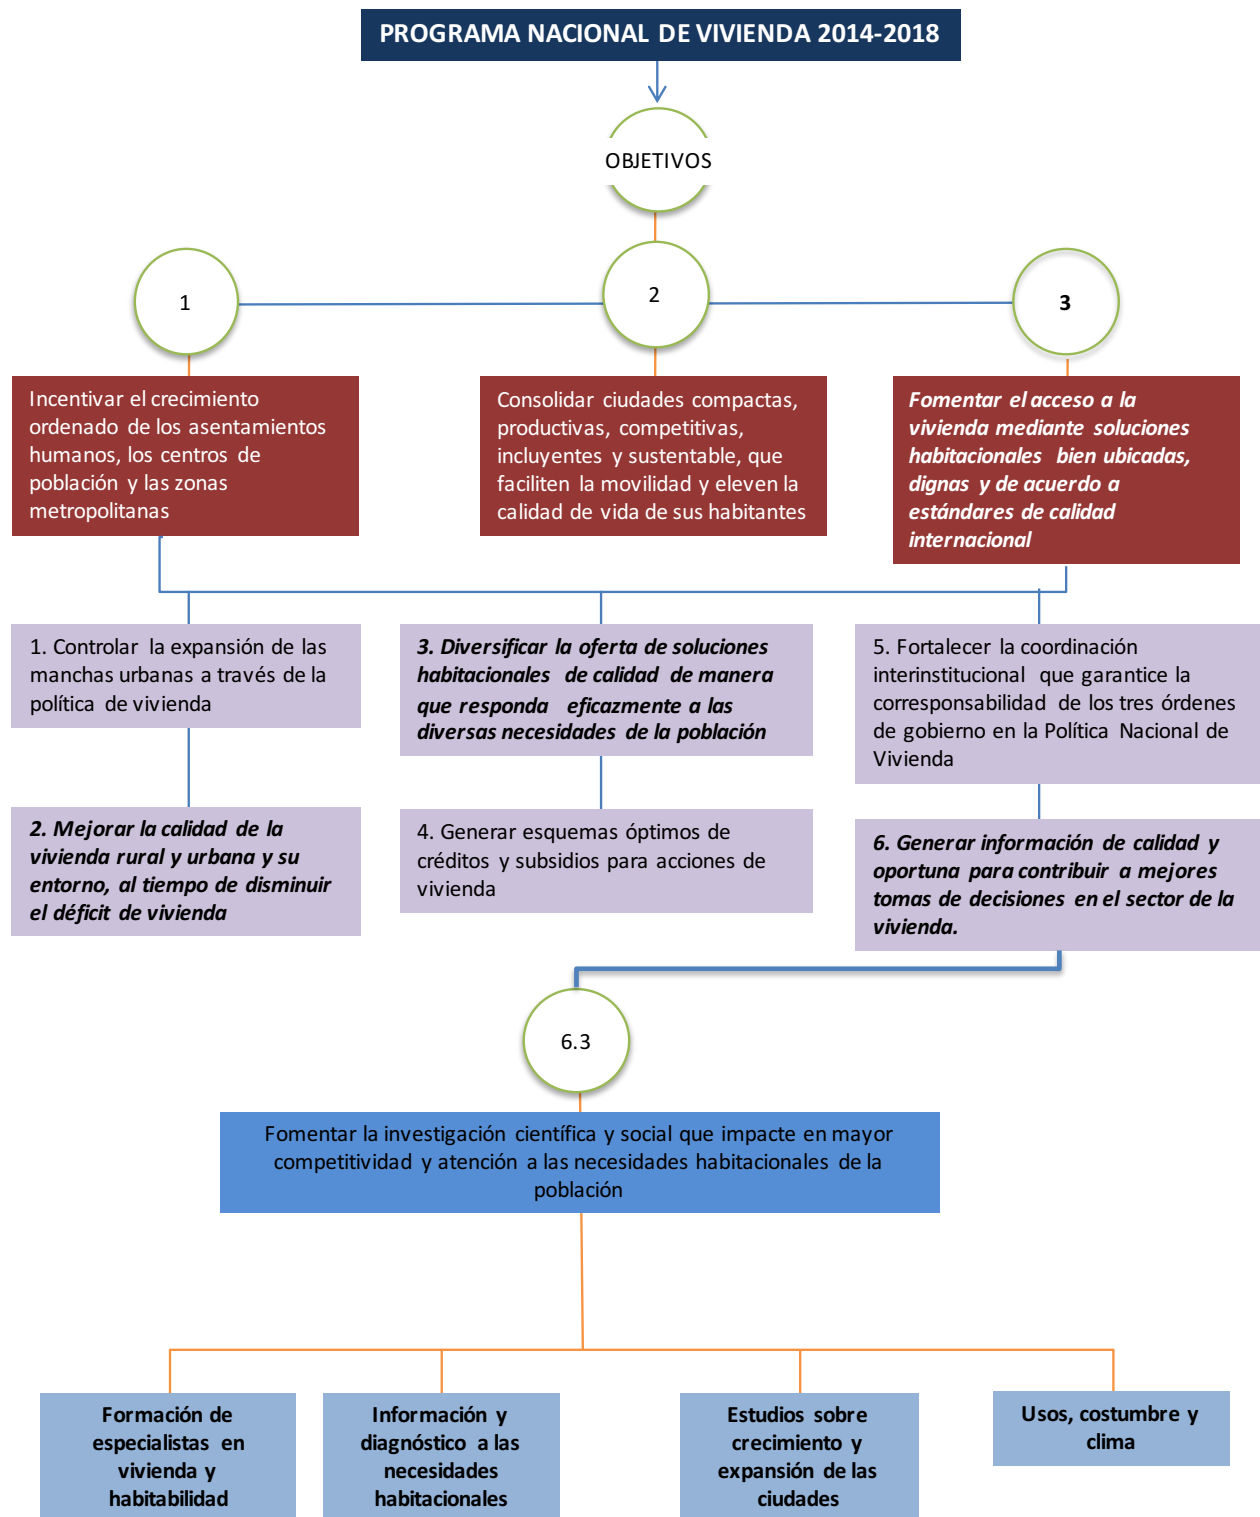 PROGRAMA NACIONAL DE VIVIENDA 2014-2018
OBJETIVOS
1
2
3
Incentivar el crecimiento
ordenado de los asentamientos
humanos, los centros de
población y las zonas
metropolitanas
Consolidar ciudades compactas,
productivas, competitivas,
incluyentes y sustentable, que
faciliten la movilidad y eleven la
calidad de vida de sus habitantes
Fomentar el acceso a la
vivienda mediante soluciones
habitacionales bien ubicadas,
dignas y de acuerdo a
estándares de calidad
internacional
1. Controlar la expansión de las
manchas urbanas a través de la
política de vivienda
3. Diversificar la oferta de soluciones
habitacionales de calidad de manera
que responda eficazmente a las
diversas necesidades de la población
5. Fortalecer la coordinación
interinstitucional que garantice la
corresponsabilidad de los tres órdenes
de gobierno en la Política Nacional de
Vivienda
2. Mejorar la calidad de la
vivienda rural y urbana y su
entorno, al tiempo de disminuir
el déficit de vivienda
4. Generar esquemas óptimos de
créditos y subsidios para acciones de
vivienda
6. Generar información de calidad y
oportuna para contribuir a mejores
tomas de decisiones en el sector de la
vivienda.
6.3
Fomentar la investigación científica y social que impacte en mayor
competitividad y atención a las necesidades habitacionales de la
población
Formación de
especialistas en
vivienda y
habitabilidad
Información y
diagnóstico a las
necesidades
habitacionales
Estudios sobre
crecimiento y
expansión de las
ciudades
Usos, costumbre y
clima